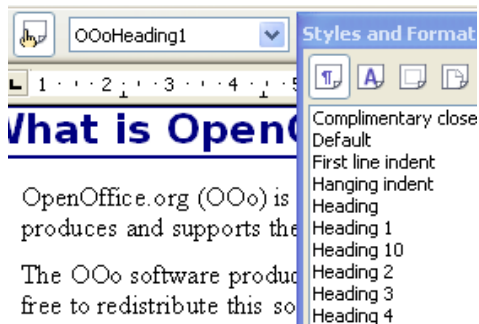 OOoHeading1
Styles and Format
1 2 3 4 5
What is Open
OpenOffice.org (OOo) is
produces and supports the
The OOo software produc
free to redistribute this so
Complimentary close
Default
First line indent
Hanging indent
Heading
Heading 1
Heading 10
Heading 2
Heading 3
Heading 4